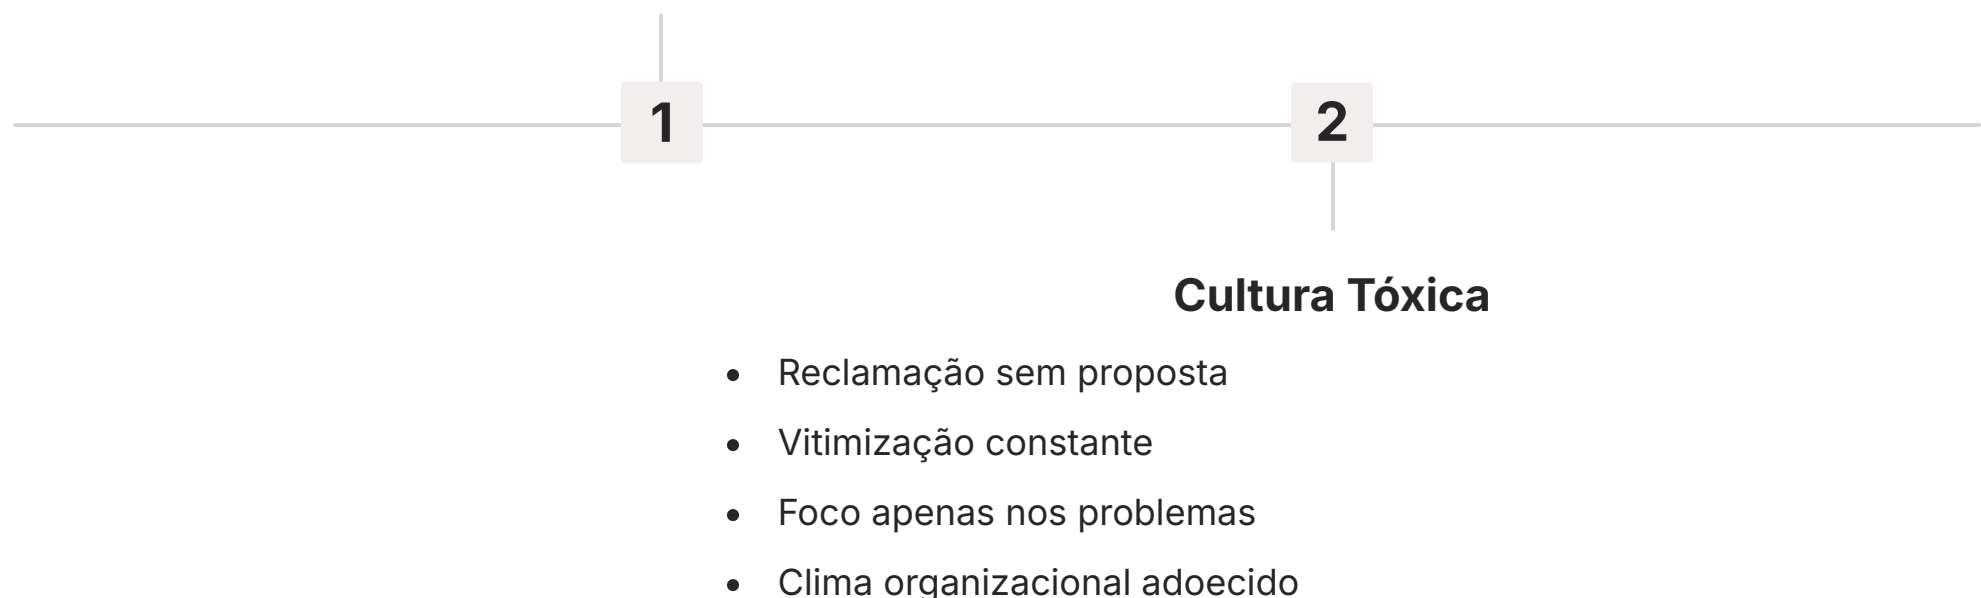 1
2
Cultura Tóxica
• Reclamação sem proposta
• Vitimização constante
• Foco apenas nos problemas
• Clima organizacional adoecido